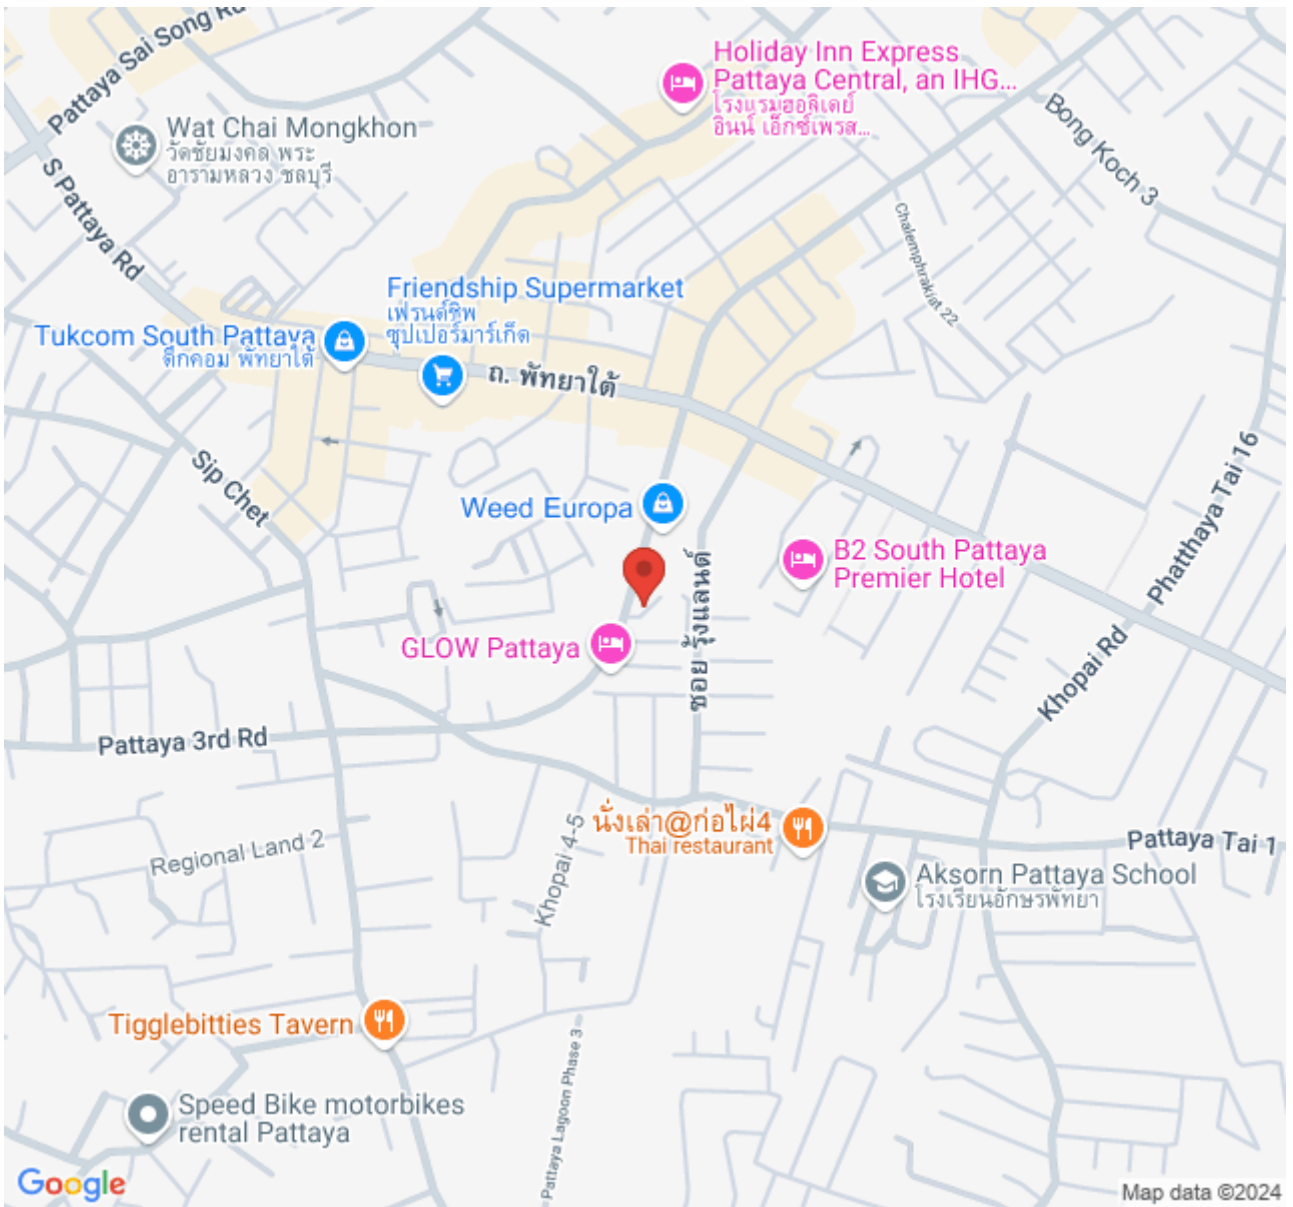 Pattaya Sai Song Rd
Holiday Inn Express
Pattaya Central, an IHG...
โรงแรมฮอลิเดย์
อินน์ เอ็กซ์เพรส...
Bong Koch 3
Wat Chai Mongkhon
วัดชัยมงคล พระ
อารามหลวง ชลบุรี
S Pattaya Rd
Chalermphrakiat 22
Friendship Supermarket
เฟรนด์ชิพ
ซุปเปอร์มาร์เก็ต
Tukcom South Pattaya
ตึกคอม พัทยาใต้
ถ. พัทยาใต้
Sip Chet
Phatthaya Tai 16
Weed Europa
B2 South Pattaya
Premier Hotel
ซอย รุ้งแลนด์
GLOW Pattaya
Khopai Rd
Pattaya 3rd Rd
นั่งเล่า@ก่อไผ่4
Thai restaurant
Pattaya Tai 1
Regional Land 2
Khopai 4-5
Aksorn Pattaya School
โรงเรียนอักษรพัทยา
Tigglebitties Tavern
Pattaya Lagoon Phase 3
Speed Bike motorbikes
rental Pattaya
Google
Map data ©2024